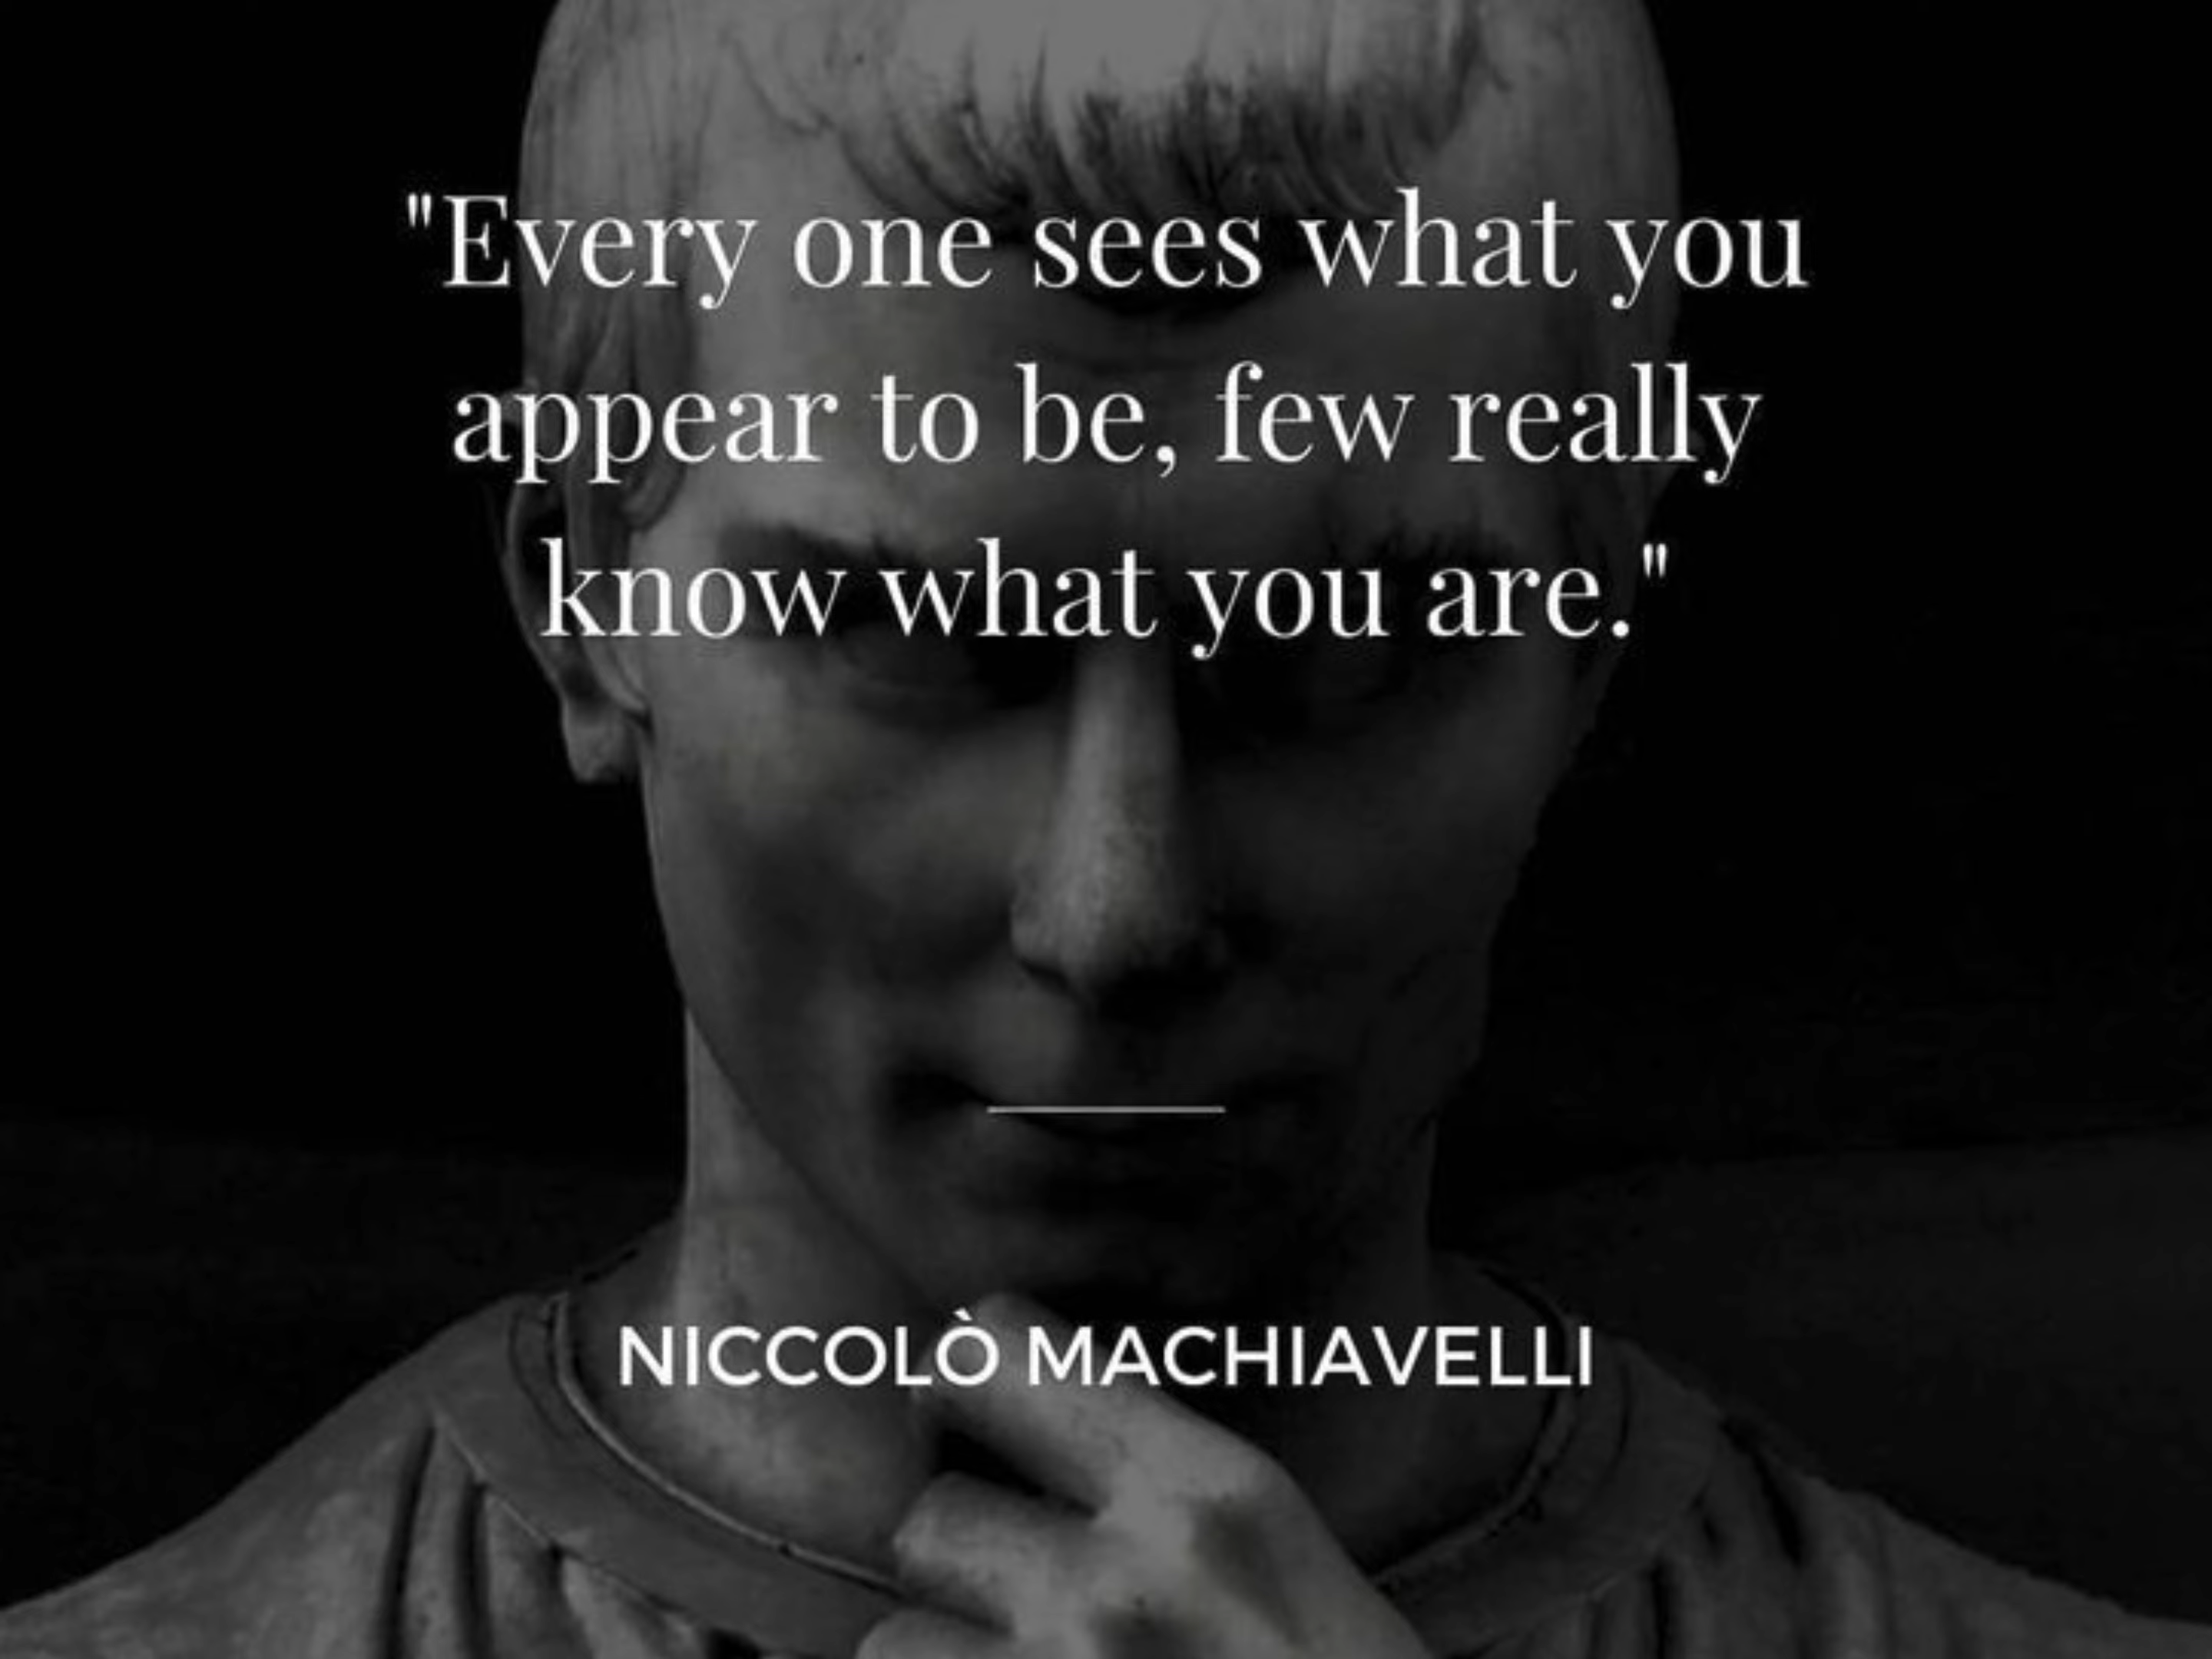 "Every one sees what you
appear to be, few really
know what you are."
NICCOLÒ MACHIAVELLI